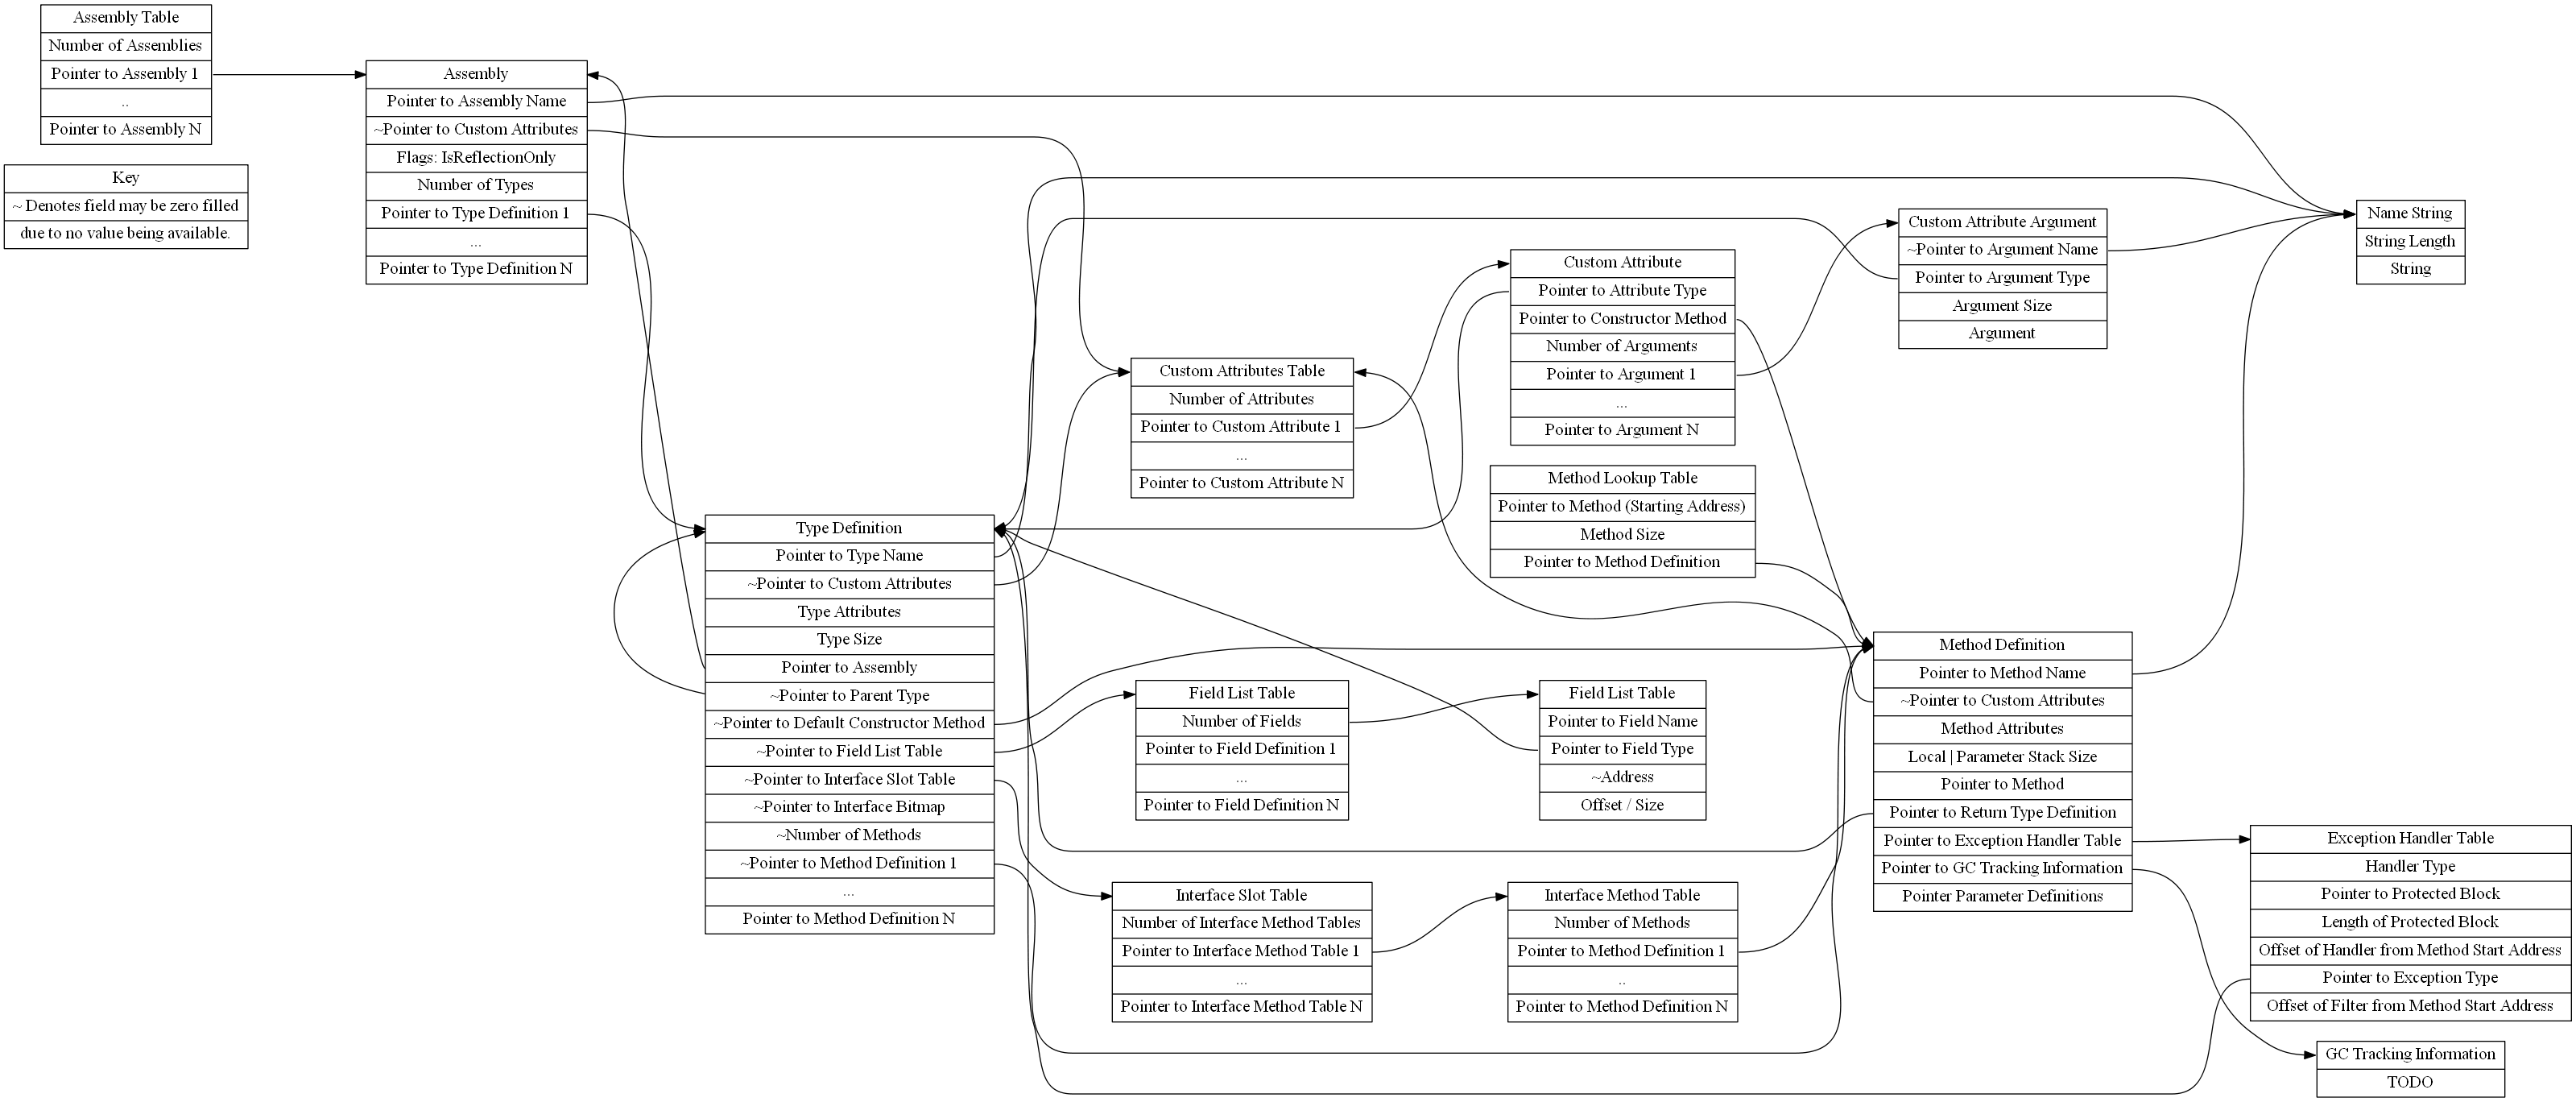 Assembly Table
Number of Assemblies
Pointer to Assembly 1
..
Pointer to Assembly N
Key
~ Denotes field may be zero filled
due to no value being available.
Assembly
Pointer to Assembly Name
~Pointer to Custom Attributes
Flags: IsReflectionOnly
Number of Types
Pointer to Type Definition 1
...
Pointer to Type Definition N
Type Definition
Pointer to Type Name
~Pointer to Custom Attributes
Type Attributes
Type Size
Pointer to Assembly
~Pointer to Parent Type
~Pointer to Default Constructor Method
~Pointer to Field List Table
~Pointer to Interface Slot Table
~Pointer to Interface Bitmap
~Number of Methods
~Pointer to Method Definition 1
...
Pointer to Method Definition N
Custom Attributes Table
Number of Attributes
Pointer to Custom Attribute 1
...
Pointer to Custom Attribute N
Field List Table
Number of Fields
Pointer to Field Definition 1
...
Pointer to Field Definition N
Interface Slot Table
Number of Interface Method Tables
Pointer to Interface Method Table 1
...
Pointer to Interface Method Table N
Custom Attribute
Pointer to Attribute Type
Pointer to Constructor Method
Number of Arguments
Pointer to Argument 1
...
Pointer to Argument N
Method Lookup Table
Pointer to Method (Starting Address)
Method Size
Pointer to Method Definition
Field List Table
Pointer to Field Name
Pointer to Field Type
~Address
Offset / Size
Interface Method Table
Number of Methods
Pointer to Method Definition 1
..
Pointer to Method Definition N
Custom Attribute Argument
~Pointer to Argument Name
Pointer to Argument Type
Argument Size
Argument
Method Definition
Pointer to Method Name
~Pointer to Custom Attributes
Method Attributes
Local | Parameter Stack Size
Pointer to Method
Pointer to Return Type Definition
Pointer to Exception Handler Table
Pointer to GC Tracking Information
Pointer Parameter Definitions
Name String
String Length
String
Exception Handler Table
Handler Type
Pointer to Protected Block
Length of Protected Block
Offset of Handler from Method Start Address
Pointer to Exception Type
Offset of Filter from Method Start Address
GC Tracking Information
TODO